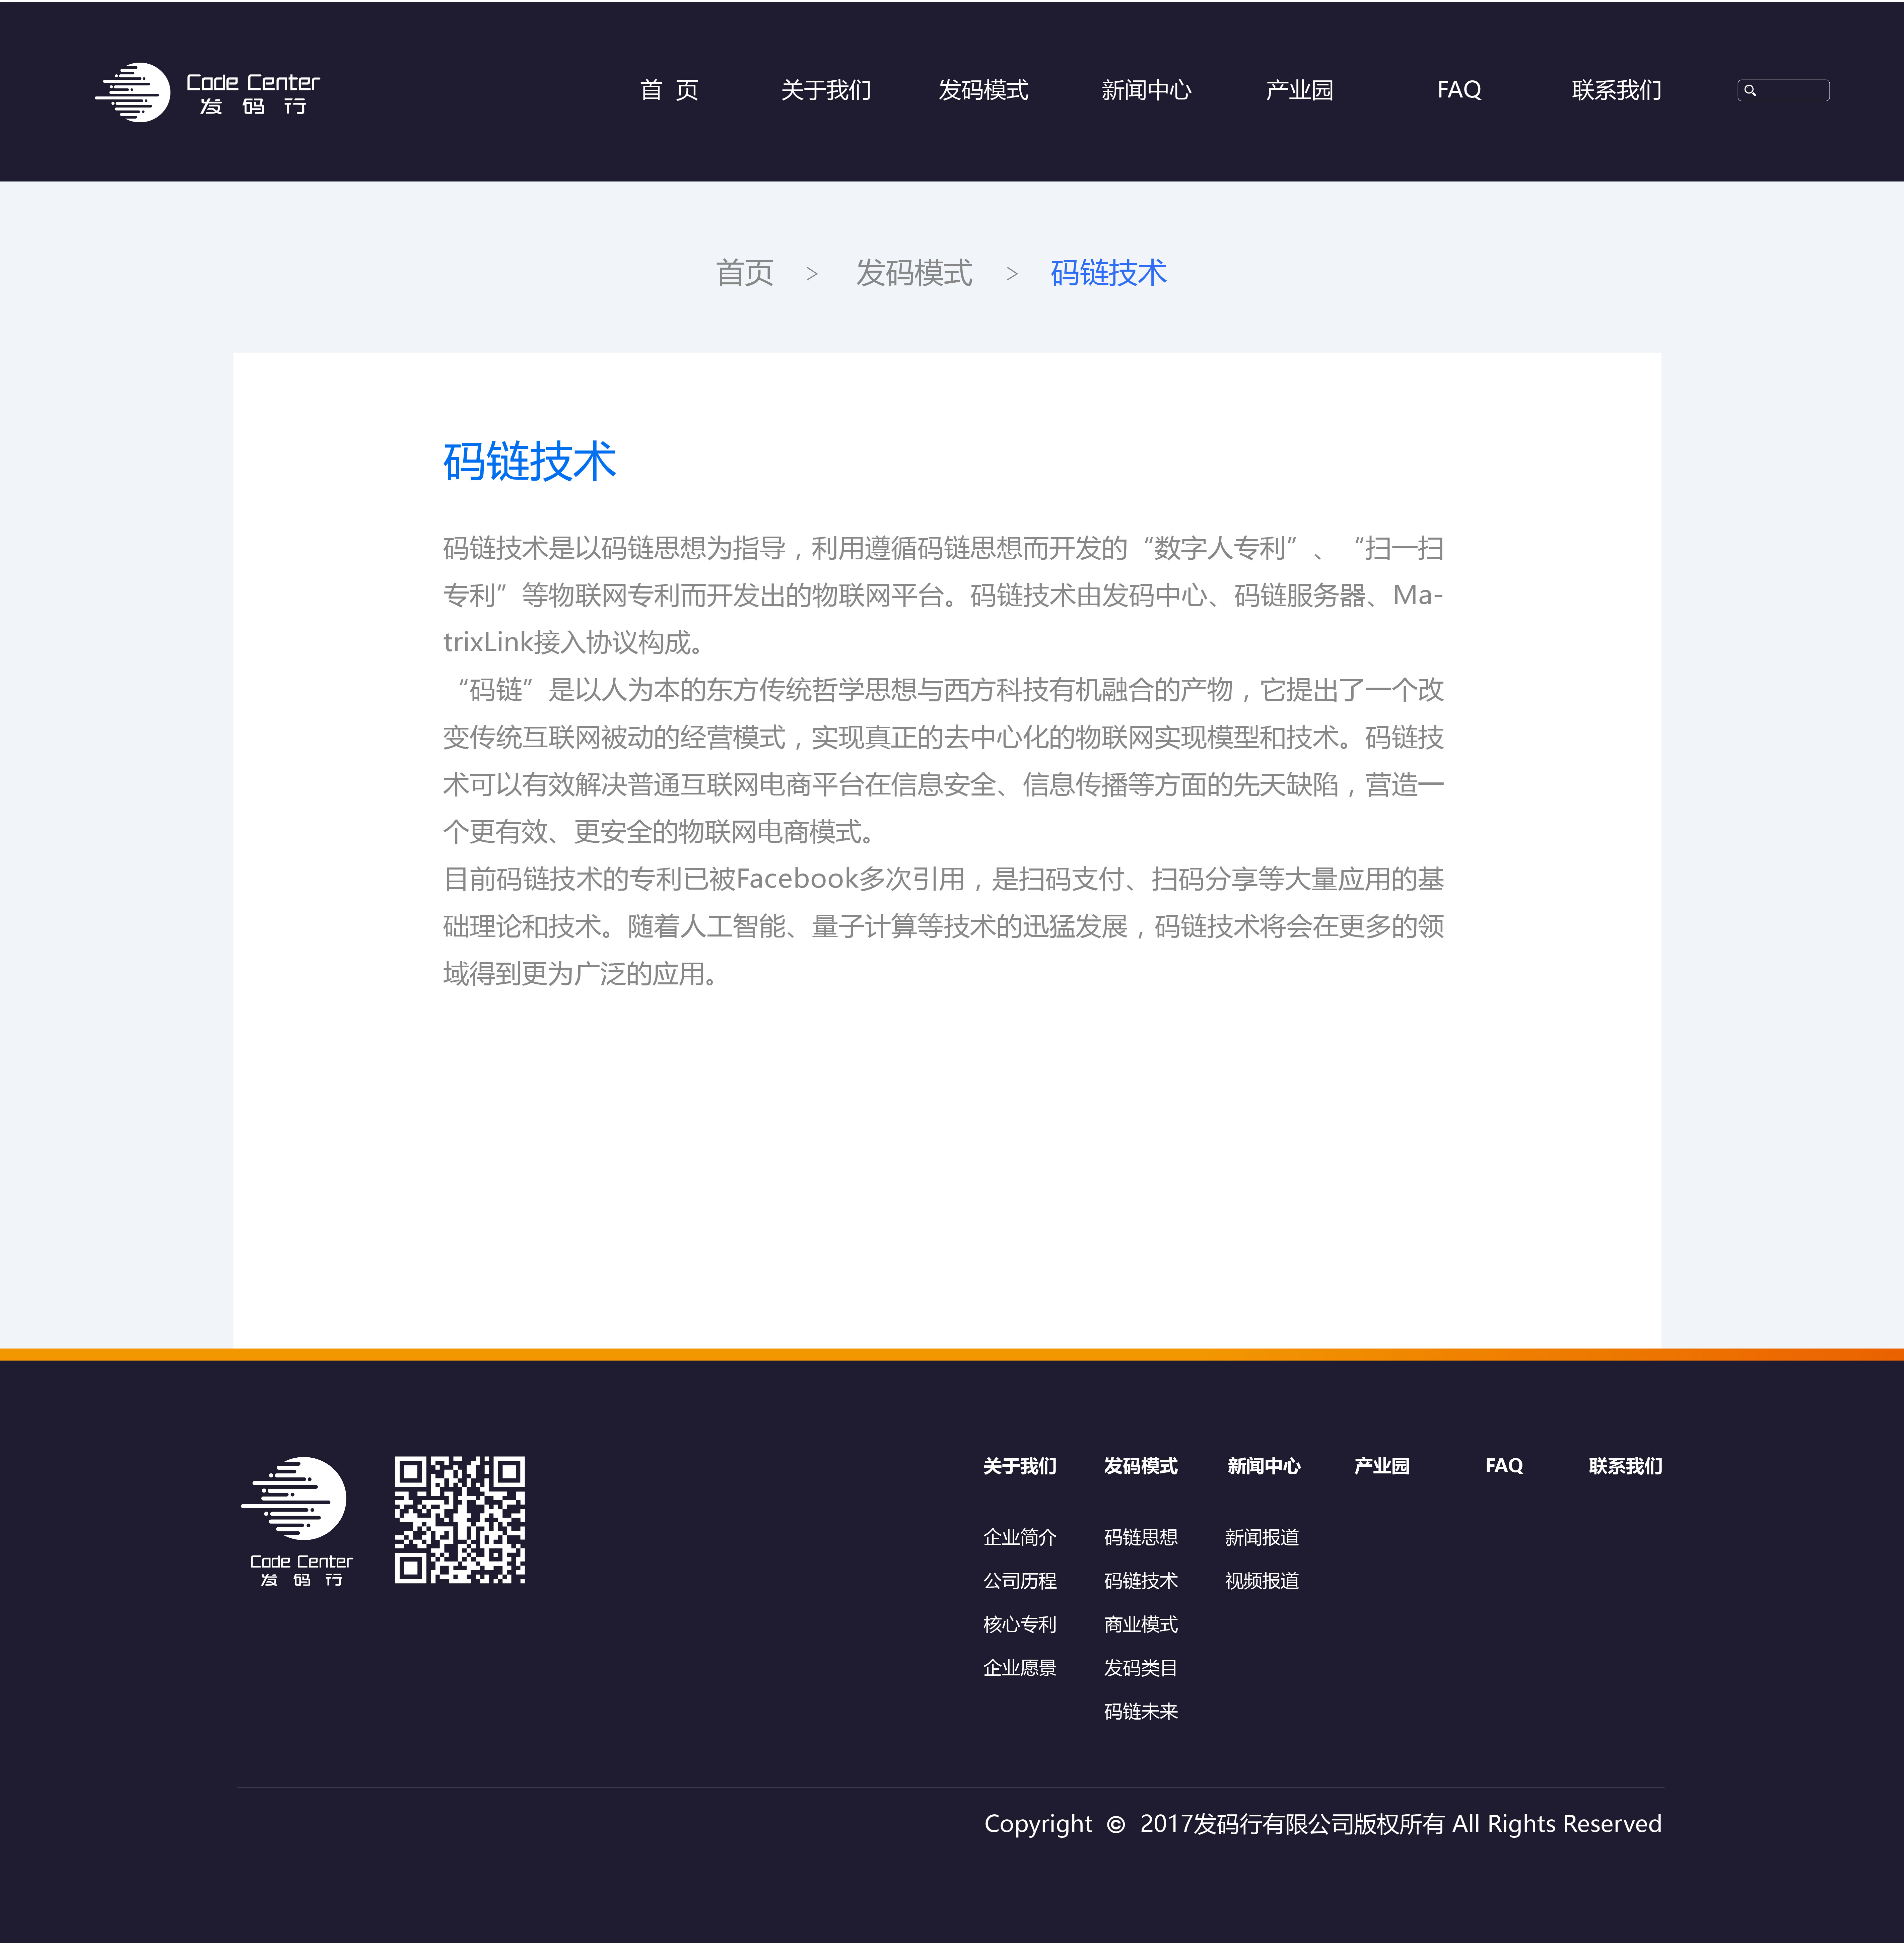 Code Center
发码行
首 页 关于我们 发码模式 新闻中心 产业园 FAQ 联系我们
首页 > 发码模式 > 码链技术
码链技术
码链技术是以码链思想为指导，利用遵循码链思想而开发的“数字人专利”、“扫一扫
专利”等物联网专利而开发出的物联网平台。码链技术由发码中心、码链服务器、Ma-
trixLink接入协议构成。
“码链”是以人为本的东方传统哲学思想与西方科技有机融合的产物，它提出了一个改
变传统互联网被动的经营模式，实现真正的去中心化的物联网实现模型和技术。码链技
术可以有效解决普通互联网电商平台在信息安全、信息传播等方面的先天缺陷，营造一
个更有效、更安全的物联网电商模式。
目前码链技术的专利已被Facebook多次引用，是扫码支付、扫码分享等大量应用的基
础理论和技术。随着人工智能、量子计算等技术的迅猛发展，码链技术将会在更多的领
域得到更为广泛的应用。
Code Center
发码行
关于我们 发码模式 新闻中心 产业园 FAQ 联系我们
企业简介 码链思想 新闻报道
公司历程 码链技术 视频报道
核心专利 商业模式
企业愿景 发码类目
码链未来
Copyright © 2017发码行有限公司版权所有 All Rights Reserved